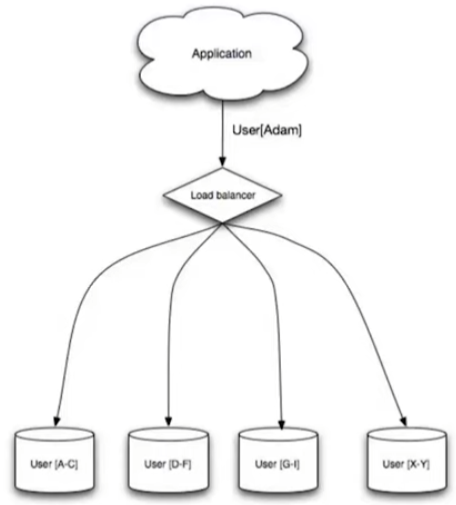 Application
User[Adam]
Load balancer
User [A-C]
User [D-F]
User [G-I]
User [X-Y]